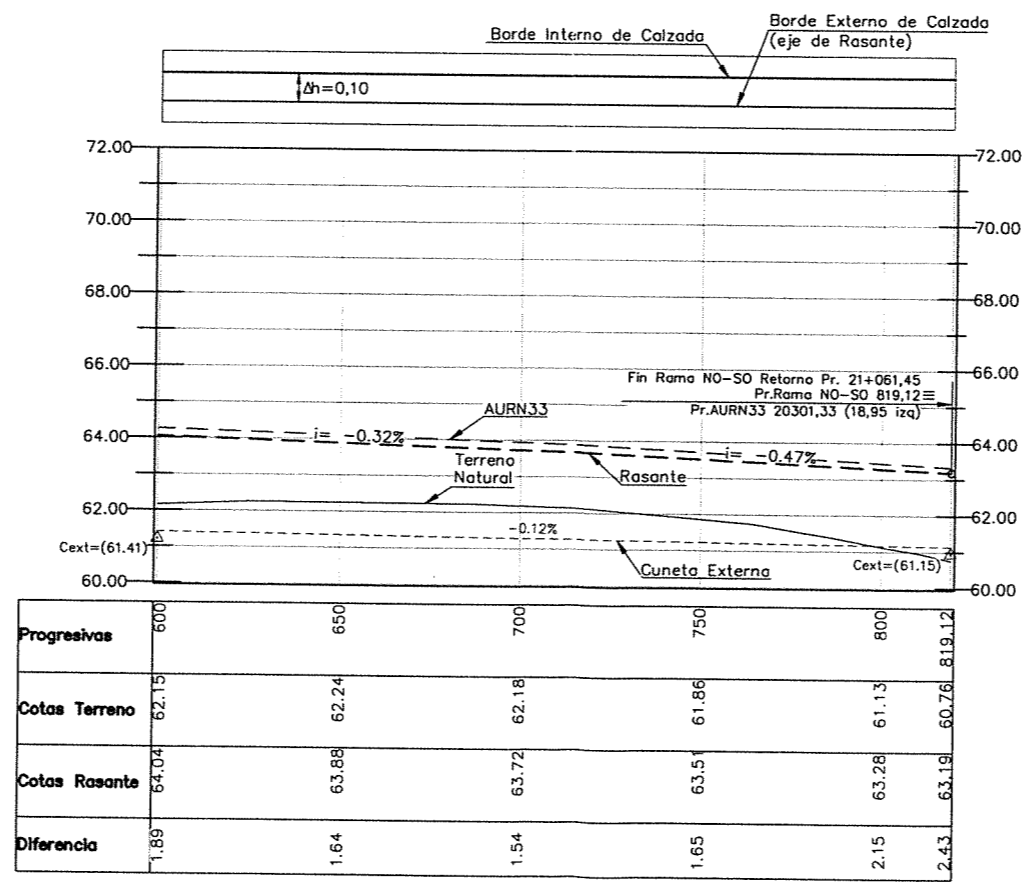 Borde Interno de Calzada
Borde Externo de Calzada
(eje de Rasante)
Δh=0,10
72.00
72.00
70.00
70.00
68.00
68.00
66.00
66.00
Fin Rama NO-SO Retorno Pr. 21+061,45
Pr.Rama NO-SO 819,12≡
Pr.AURN33 20301,33 (18,95 izq)
AURN33
64.00
64.00
i= -0.32%
i= -0.47%
Terreno
Natural
Rasante
62.00
62.00
-0.12%
Cext=(61.41)
Cuneta Externa
Cext=(61.15)
60.00
60.00
Progresivas 600 650 700 750 800 819.12
Cotas Terreno 62.15 62.24 62.18 61.86 61.13 60.76
Cotas Rasante 64.04 63.88 63.72 63.51 63.28 63.19
Diferencia 1.89 1.64 1.54 1.65 2.15 2.43